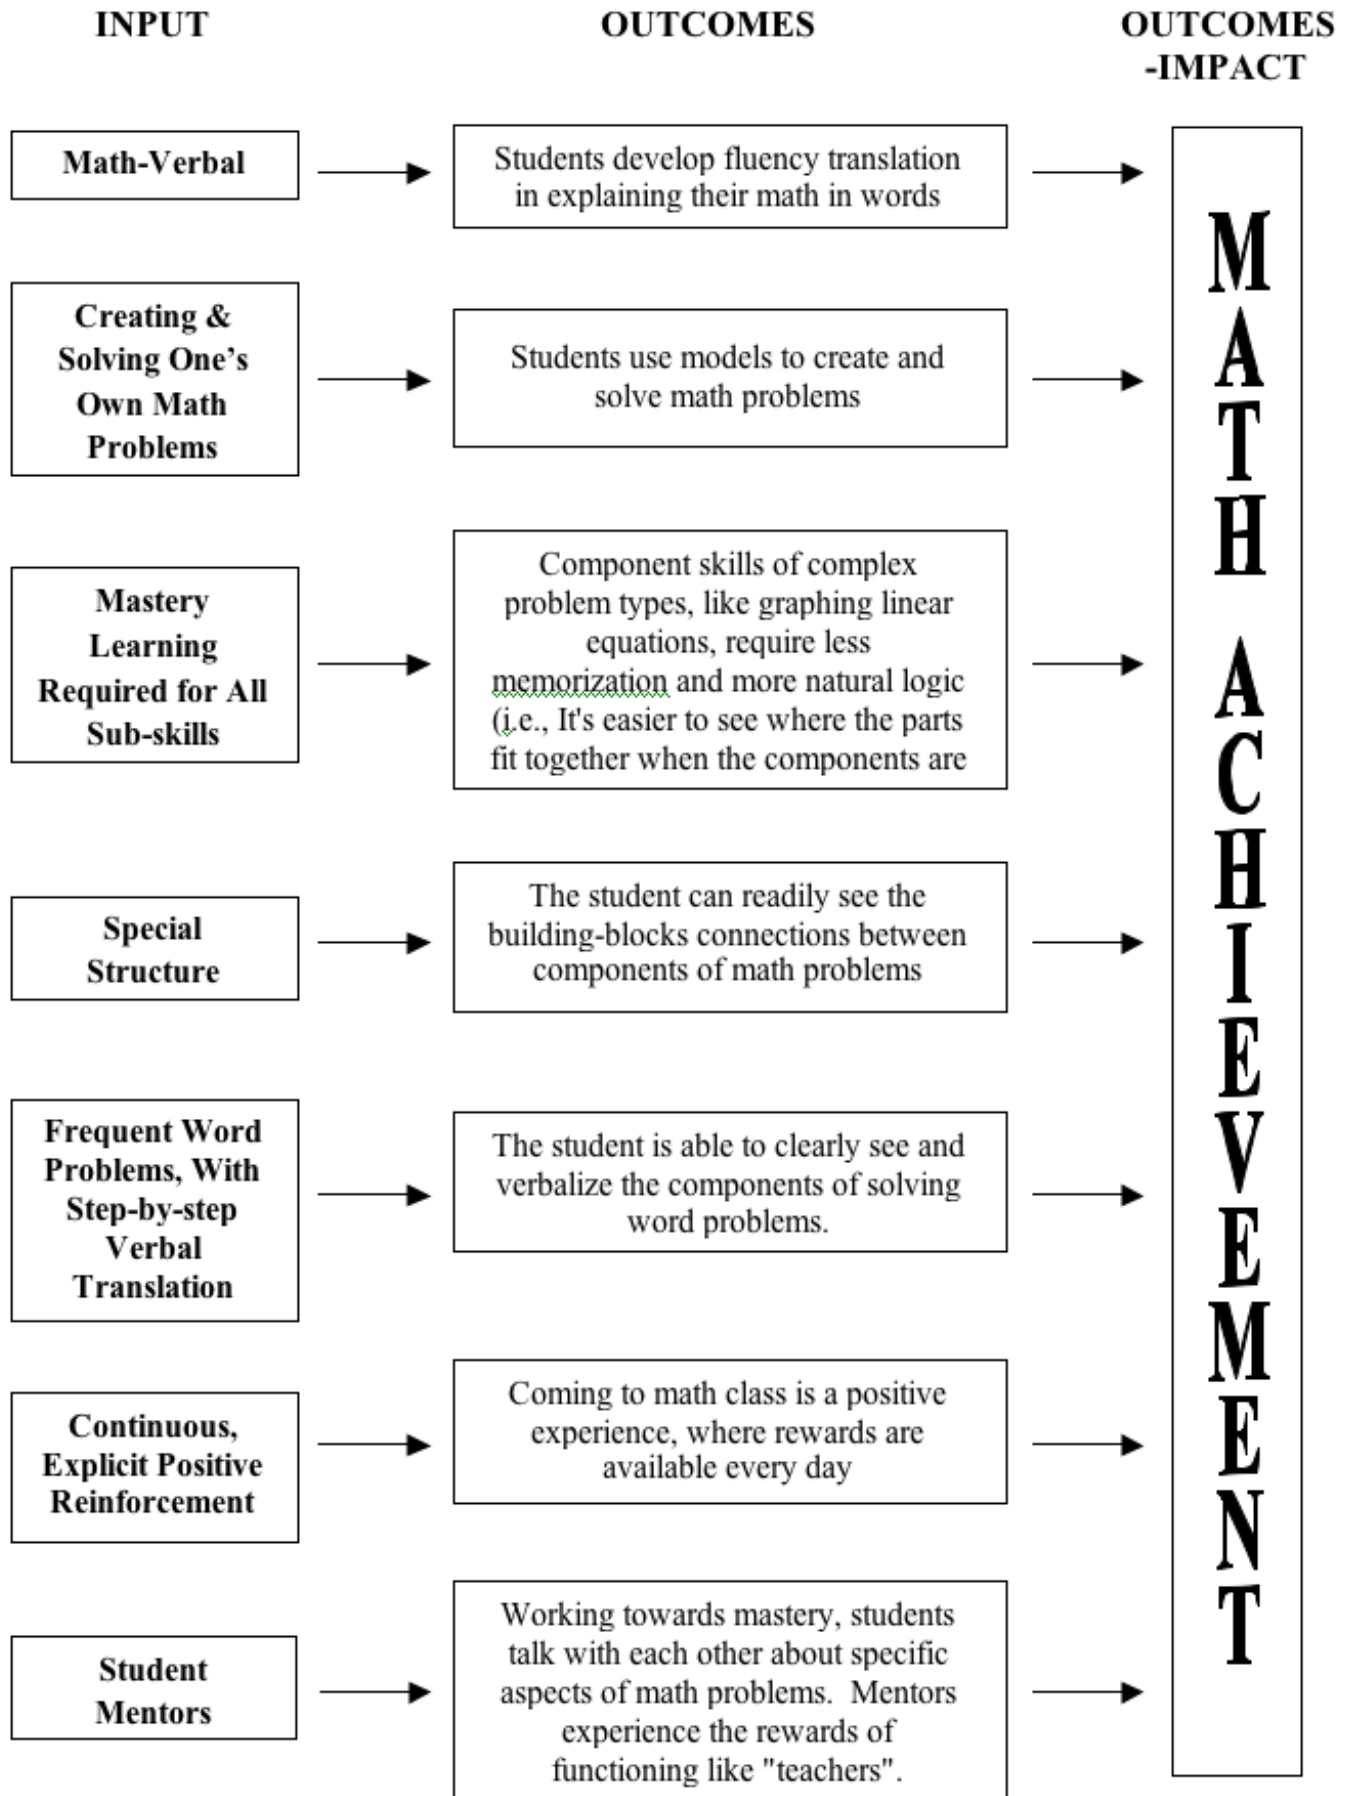 INPUT
OUTCOMES
OUTCOMES
-IMPACT
Math-Verbal
Students develop fluency translation
in explaining their math in words
Creating &
Solving One’s
Own Math
Problems
Students use models to create and
solve math problems
Mastery
Learning
Required for All
Sub-skills
Component skills of complex
problem types, like graphing linear
equations, require less
memorization and more natural logic
(i.e., It's easier to see where the parts
fit together when the components are
Special
Structure
The student can readily see the
building-blocks connections between
components of math problems
Frequent Word
Problems, With
Step-by-step
Verbal
Translation
The student is able to clearly see and
verbalize the components of solving
word problems.
Continuous,
Explicit Positive
Reinforcement
Coming to math class is a positive
experience, where rewards are
available every day
Student
Mentors
Working towards mastery, students
talk with each other about specific
aspects of math problems.  Mentors
experience the rewards of
functioning like "teachers".
MATH ACHIEVEMENT